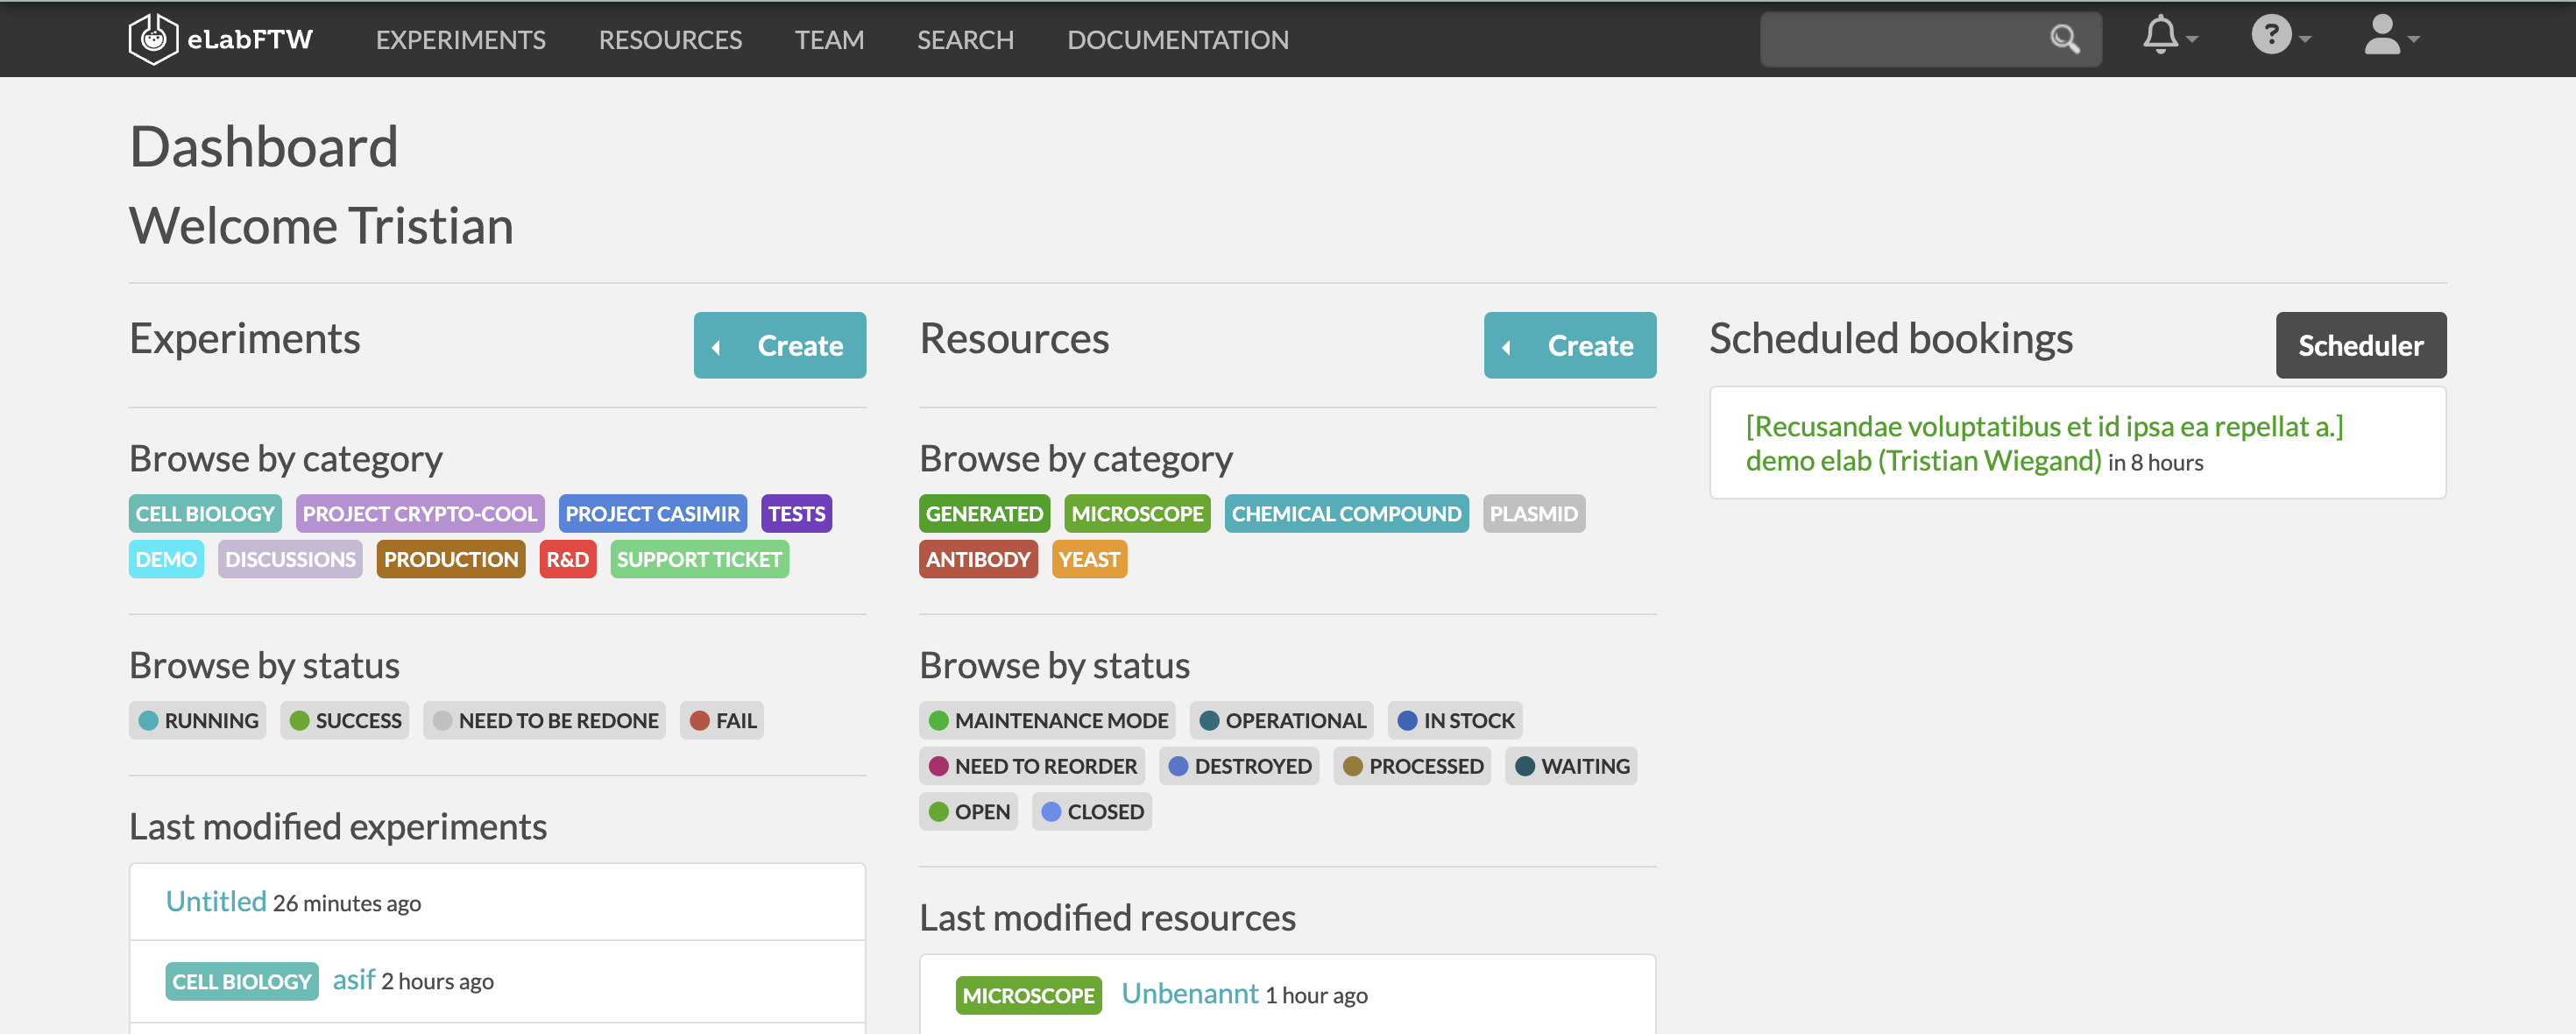 eLabFTW EXPERIMENTS RESOURCES TEAM SEARCH DOCUMENTATION
Dashboard
Welcome Tristian
Experiments
Create
Browse by category
CELL BIOLOGY PROJECT CRYPTO-COOL PROJECT CASIMIR TESTS
DEMO DISCUSSIONS PRODUCTION R&D SUPPORT TICKET
Browse by status
RUNNING SUCCESS NEED TO BE REDONE FAIL
Last modified experiments
Untitled 26 minutes ago
CELL BIOLOGY asif 2 hours ago
Resources
Create
Browse by category
GENERATED MICROSCOPE CHEMICAL COMPOUND PLASMID
ANTIBODY YEAST
Browse by status
MAINTENANCE MODE OPERATIONAL IN STOCK
NEED TO REORDER DESTROYED PROCESSED WAITING
OPEN CLOSED
Last modified resources
MICROSCOPE Unbenannt 1 hour ago
Scheduled bookings
Scheduler
[Recusandae voluptatibus et id ipsa ea repellat a.]
demo elab (Tristian Wiegand) in 8 hours